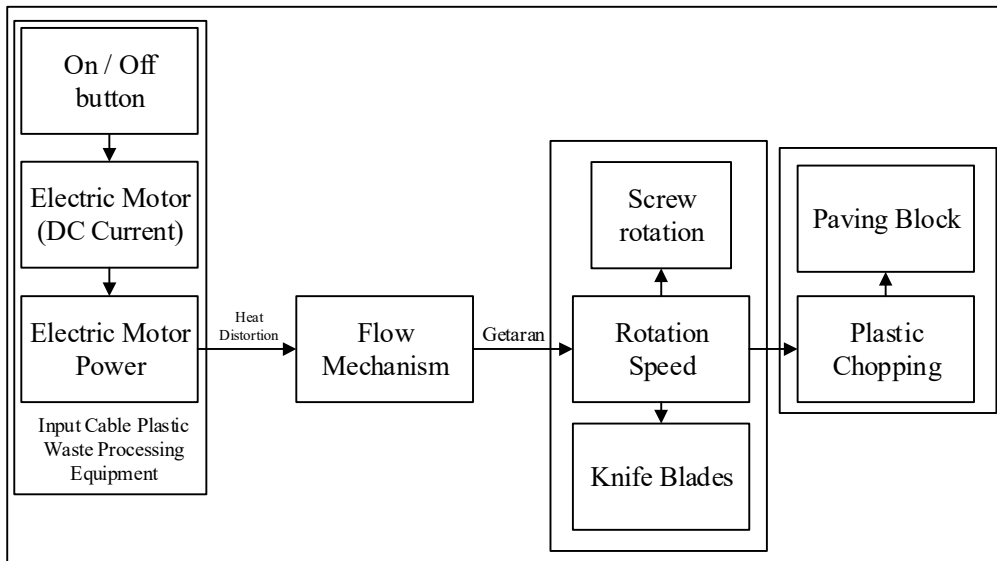 On / Off
button
Electric Motor
(DC Current)
Electric Motor
Power
Input Cable Plastic
Waste Processing
Equipment
Heat
Distortion
Flow
Mechanism
Getaran
Screw
rotation
Rotation
Speed
Knife Blades
Paving Block
Plastic
Chopping